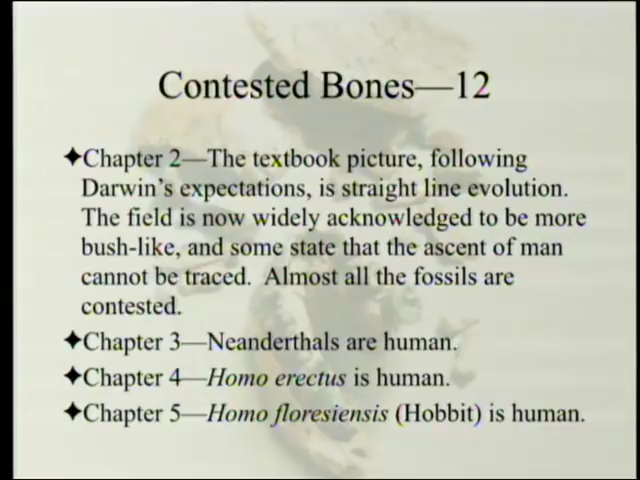 Contested Bones—12
✦Chapter 2—The textbook picture, following
Darwin's expectations, is straight line evolution.
The field is now widely acknowledged to be more
bush-like, and some state that the ascent of man
cannot be traced.  Almost all the fossils are
contested.
✦Chapter 3—Neanderthals are human.
✦Chapter 4—Homo erectus is human.
✦Chapter 5—Homo floresiensis (Hobbit) is human.